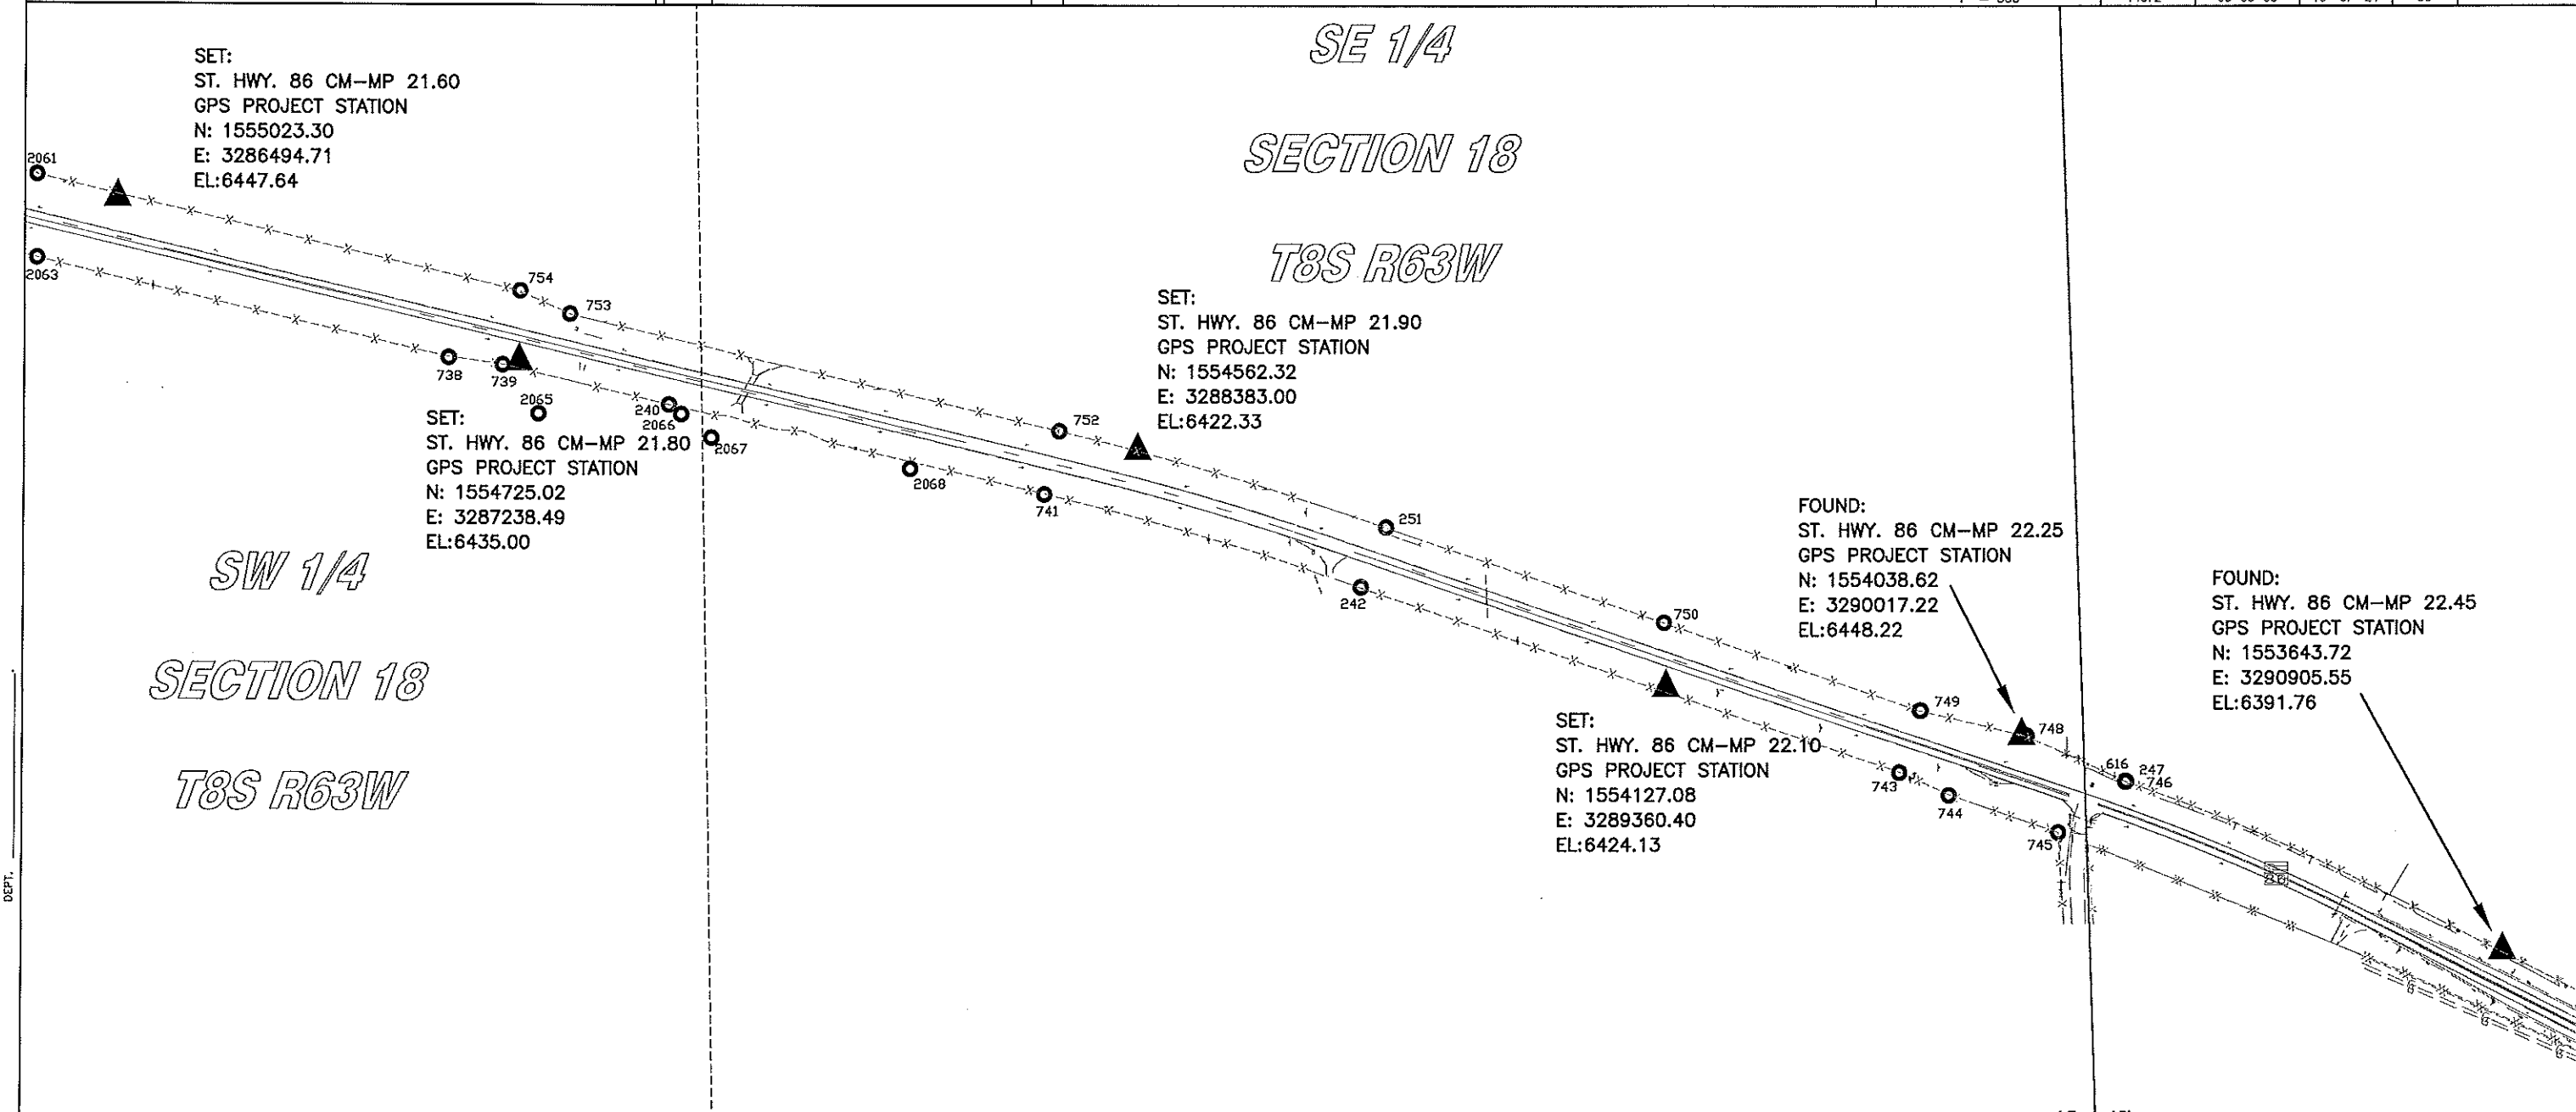 SE 1/4
SECTION 18
T8S R63W
SET:
ST. HWY. 86 CM-MP 21.60
GPS PROJECT STATION
N: 1555023.30
E: 3286494.71
EL:6447.64
2061
2063
754
753
738
739
2065
240
2066
2067
SET:
ST. HWY. 86 CM-MP 21.80
GPS PROJECT STATION
N: 1554725.02
E: 3287238.49
EL:6435.00
SET:
ST. HWY. 86 CM-MP 21.90
GPS PROJECT STATION
N: 1554562.32
E: 3288383.00
EL:6422.33
752
2068
741
251
242
750
SW 1/4
SECTION 18
T8S R63W
FOUND:
ST. HWY. 86 CM-MP 22.25
GPS PROJECT STATION
N: 1554038.62
E: 3290017.22
EL:6448.22
FOUND:
ST. HWY. 86 CM-MP 22.45
GPS PROJECT STATION
N: 1553643.72
E: 3290905.55
EL:6391.76
749
748
SET:
ST. HWY. 86 CM-MP 22.10
GPS PROJECT STATION
N: 1554127.08
E: 3289360.40
EL:6424.13
743
744
745
616
247
746
DEPT.